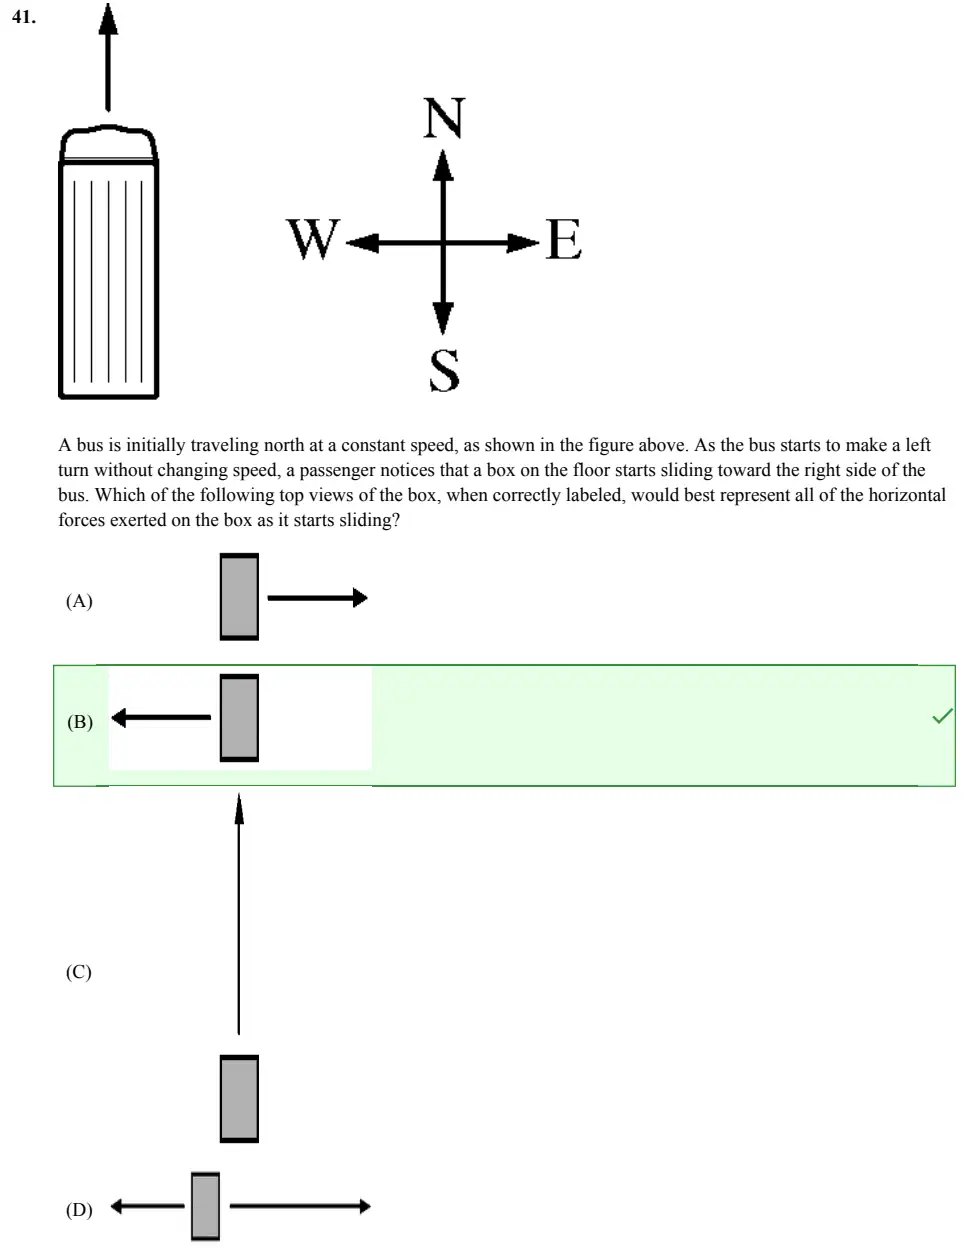 41.
N
W E
S
A bus is initially traveling north at a constant speed, as shown in the figure above. As the bus starts to make a left
turn without changing speed, a passenger notices that a box on the floor starts sliding toward the right side of the
bus. Which of the following top views of the box, when correctly labeled, would best represent all of the horizontal
forces exerted on the box as it starts sliding?
(A)
(B)
(C)
(D)